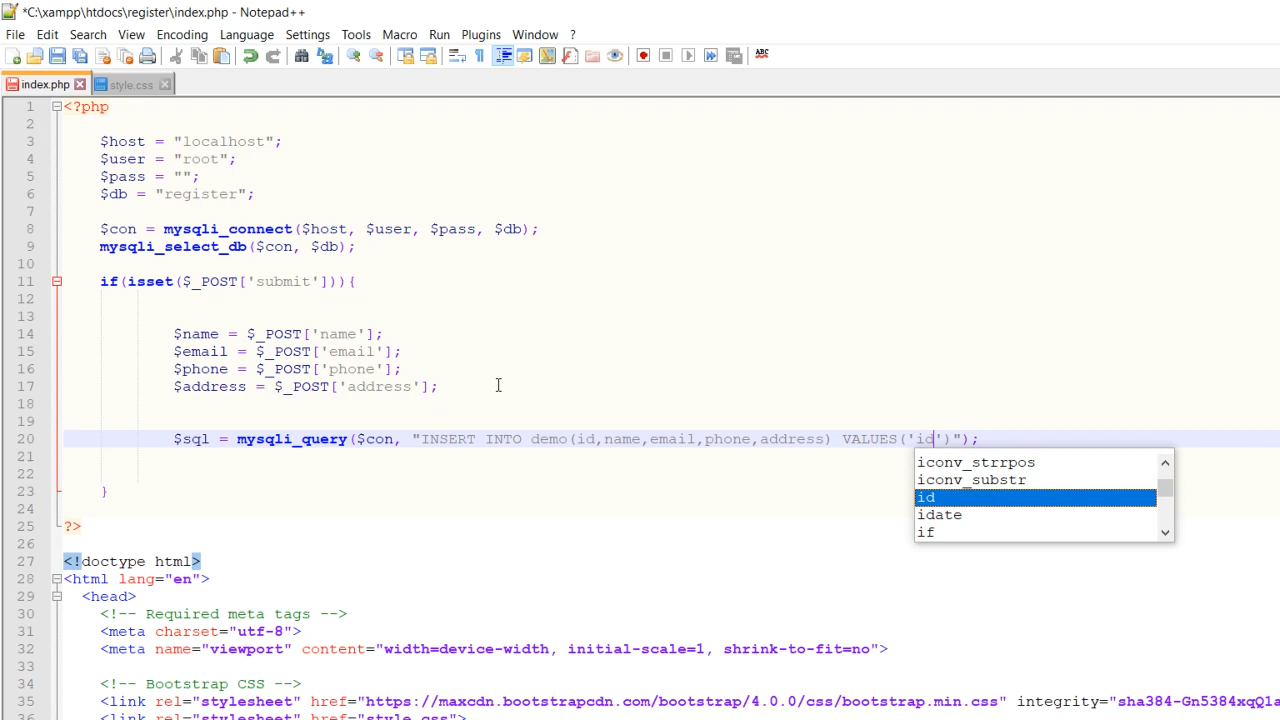 *C:\xampp\htdocs\register\index.php - Notepad++
File Edit Search View Encoding Language Settings Tools Macro Run Plugins Window ?
index.php style.css
1 <?php
2
3 $host = "localhost";
4 $user = "root";
5 $pass = "";
6 $db = "register";
7
8 $con = mysqli_connect($host, $user, $pass, $db);
9 mysqli_select_db($con, $db);
10
11 if(isset($_POST['submit'])){
12
13
14 $name = $_POST['name'];
15 $email = $_POST['email'];
16 $phone = $_POST['phone'];
17 $address = $_POST['address'];
18
19
20 $sql = mysqli_query($con, "INSERT INTO demo(id,name,email,phone,address) VALUES('id')");
21
iconv_strrpos
22
iconv_substr
id
23 }
idate
24
if
25 ?>
26
27 <!doctype html>
28 <html lang="en">
29 <head>
30 <!-- Required meta tags -->
31 <meta charset="utf-8">
32 <meta name="viewport" content="width=device-width, initial-scale=1, shrink-to-fit=no">
33
34 <!-- Bootstrap CSS -->
35 <link rel="stylesheet" href="https://maxcdn.bootstrapcdn.com/bootstrap/4.0.0/css/bootstrap.min.css" integrity="sha384-Gn5384xqQ1a
36 <link rel="stylesheet" href="style.css">